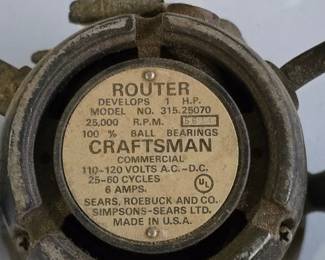 ROUTER
DEVELOPS 1 H.P.
MODEL NO. 315.25070
25,000 R.P.M.
100 % BALL BEARINGS
CRAFTSMAN
COMMERCIAL
110-120 VOLTS A.C.-D.C.
25-60 CYCLES
6 AMPS. UL
SEARS, ROEBUCK AND CO.
SIMPSONS-SEARS LTD.
MADE IN U.S.A.